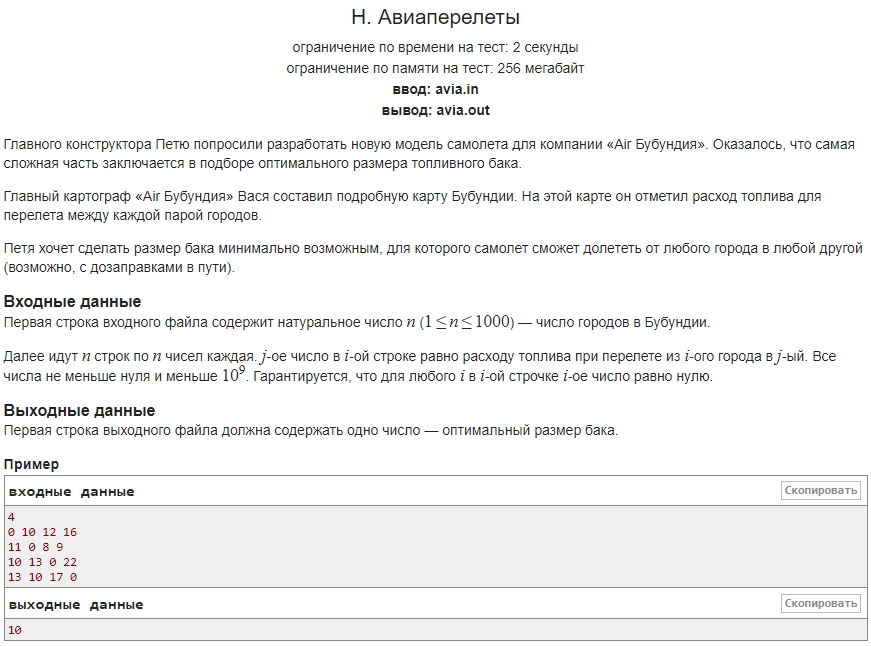 Н. Авиаперелеты
ограничение по времени на тест: 2 секунды
ограничение по памяти на тест: 256 мегабайт
ввод: avia.in
вывод: avia.out
Главного конструктора Петю попросили разработать новую модель самолета для компании «Air Бубундия». Оказалось, что самая
сложная часть заключается в подборе оптимального размера топливного бака.
Главный картограф «Air Бубундия» Вася составил подробную карту Бубундии. На этой карте он отметил расход топлива для
перелета между каждой парой городов.
Петя хочет сделать размер бака минимально возможным, для которого самолет сможет долететь от любого города в любой другой
(возможно, с дозаправками в пути).
Входные данные
Первая строка входного файла содержит натуральное число n (1 ≤ n ≤ 1000) — число городов в Бубундии.
Далее идут n строк по n чисел каждая. j-ое число в i-ой строке равно расходу топлива при перелете из i-ого города в j-ый. Все
числа не меньше нуля и меньше 10⁹. Гарантируется, что для любого i в i-ой строчке i-ое число равно нулю.
Выходные данные
Первая строка выходного файла должна содержать одно число — оптимальный размер бака.
Пример
входные данные Скопировать
4
0 10 12 16
11 0 8 9
10 13 0 22
13 10 17 0
выходные данные Скопировать
10